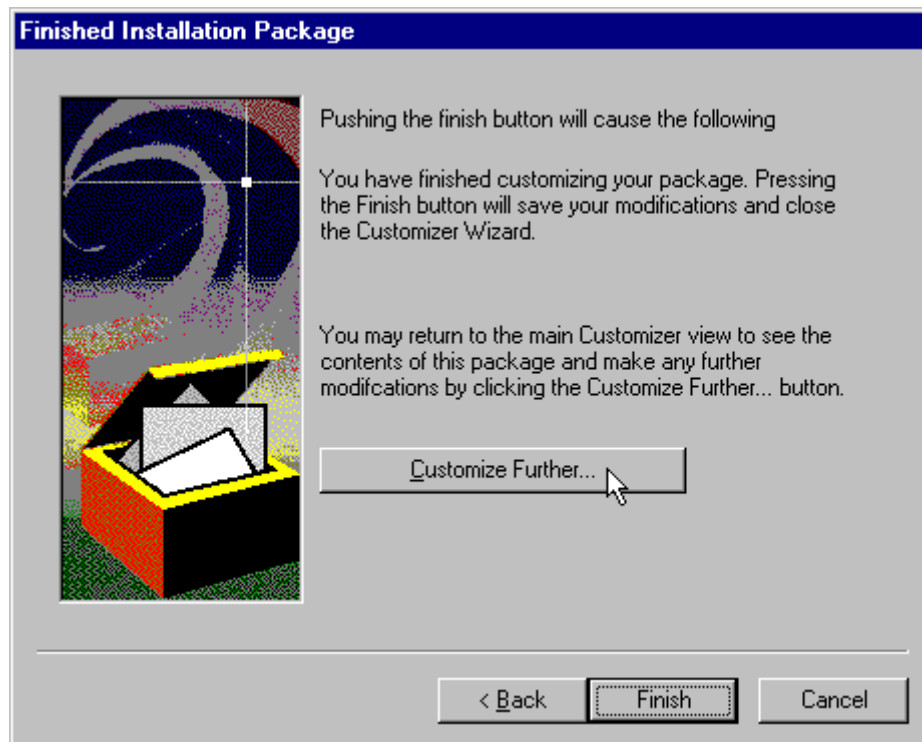 Finished Installation Package
Pushing the finish button will cause the following
You have finished customizing your package. Pressing
the Finish button will save your modifications and close
the Customizer Wizard.
You may return to the main Customizer view to see the
contents of this package and make any further
modifcations by clicking the Customize Further... button.
Customize Further...
< Back
Finish
Cancel